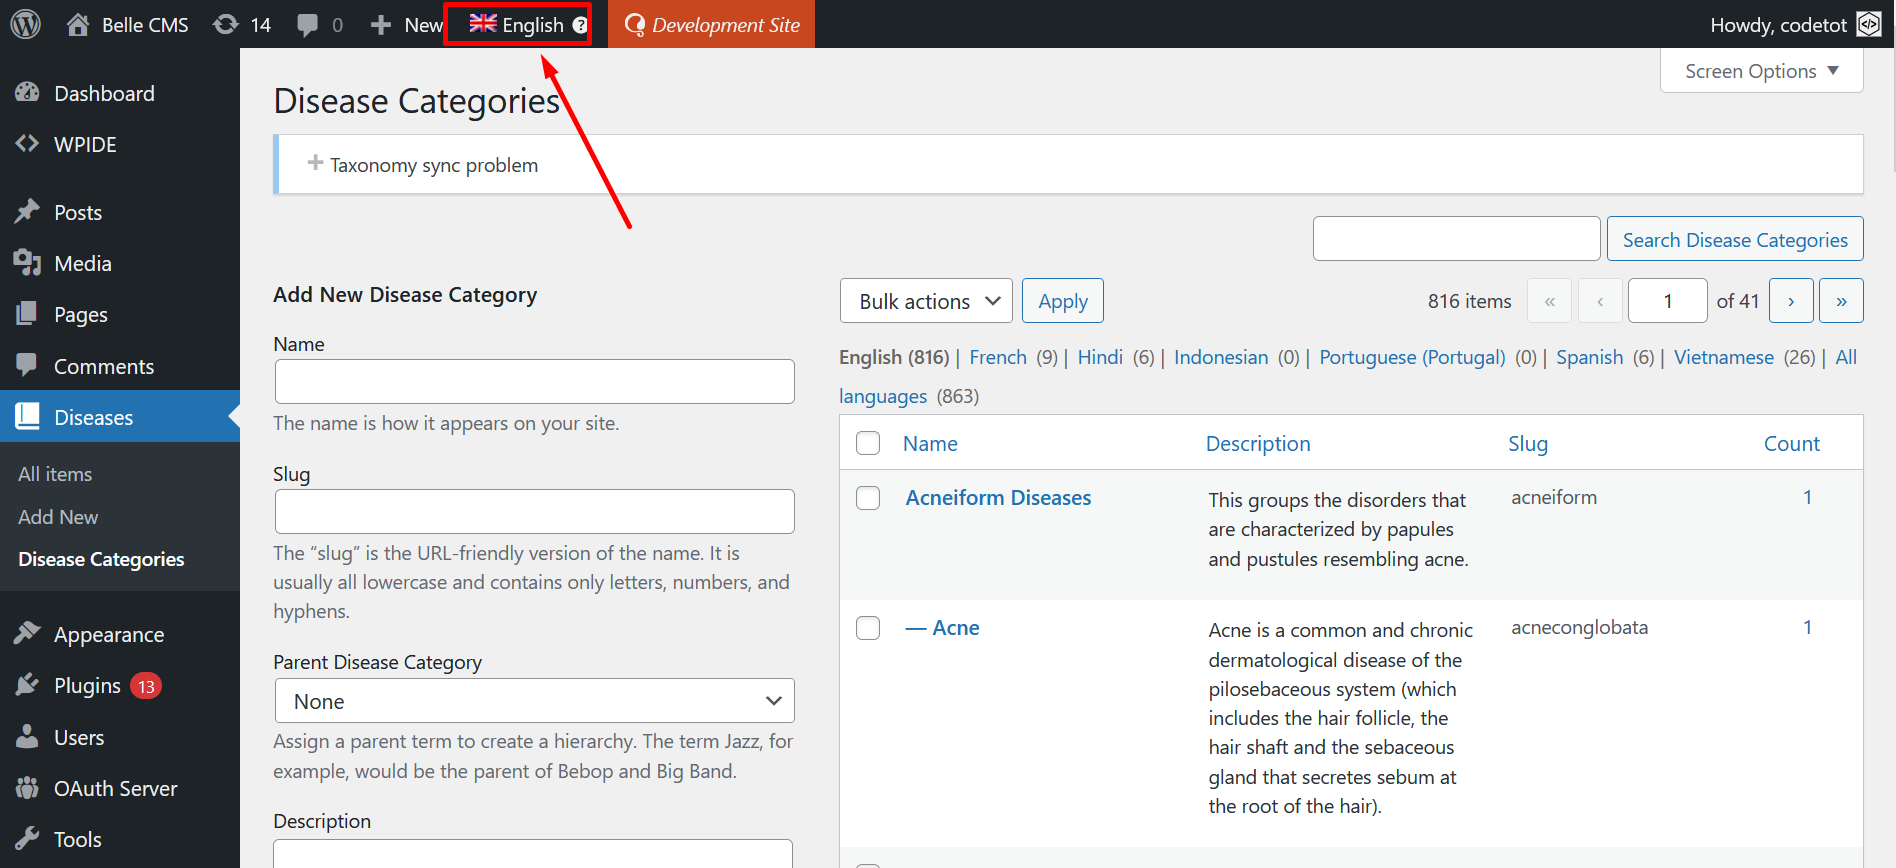 Belle CMS 14 0 New English ? Development Site Howdy, codetot
Screen Options
Dashboard
WPIDE
Posts
Media
Pages
Comments
Diseases
All items
Add New
Disease Categories
Appearance
Plugins 13
Users
OAuth Server
Tools
Disease Categories
Taxonomy sync problem
Search Disease Categories
Add New Disease Category
Name
The name is how it appears on your site.
Slug
The “slug” is the URL-friendly version of the name. It is
usually all lowercase and contains only letters, numbers, and
hyphens.
Parent Disease Category
None
Assign a parent term to create a hierarchy. The term Jazz, for
example, would be the parent of Bebop and Big Band.
Description
Bulk actions Apply 816 items « ‹ 1 of 41 › »
English (816) | French (9) | Hindi (6) | Indonesian (0) | Portuguese (Portugal) (0) | Spanish (6) | Vietnamese (26) | All
languages (863)
Name Description Slug Count
Acneiform Diseases This groups the disorders that acneiform 1
are characterized by papules
and pustules resembling acne.
— Acne Acne is a common and chronic acneconglobata 1
dermatological disease of the
pilosebaceous system (which
includes the hair follicle, the
hair shaft and the sebaceous
gland that secretes sebum at
the root of the hair).